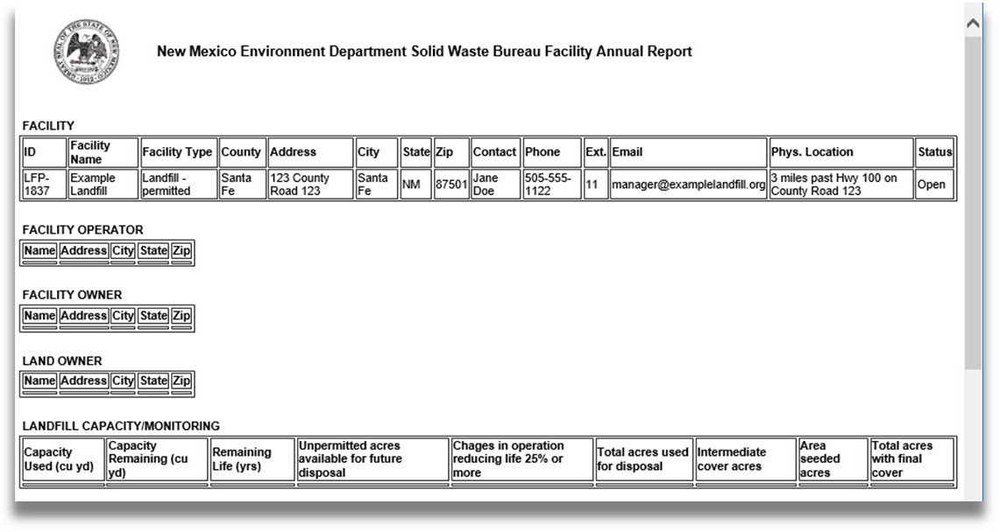 GREAT SEAL OF THE STATE OF NEW MEXICO
1912
New Mexico Environment Department Solid Waste Bureau Facility Annual Report
FACILITY
ID Facility Name Facility Type County Address City State Zip Contact Phone Ext. Email Phys. Location Status
LFP-1837 Example Landfill Landfill - permitted Santa Fe 123 County Road 123 Santa Fe NM 87501 Jane Doe 505-555-1122 11 manager@examplelandfill.org 3 miles past Hwy 100 on County Road 123 Open
FACILITY OPERATOR
Name Address City State Zip
FACILITY OWNER
Name Address City State Zip
LAND OWNER
Name Address City State Zip
LANDFILL CAPACITY/MONITORING
Capacity Used (cu yd) Capacity Remaining (cu yd) Remaining Life (yrs) Unpermitted acres available for future disposal Chages in operation reducing life 25% or more Total acres used for disposal Intermediate cover acres Area seeded acres Total acres with final cover